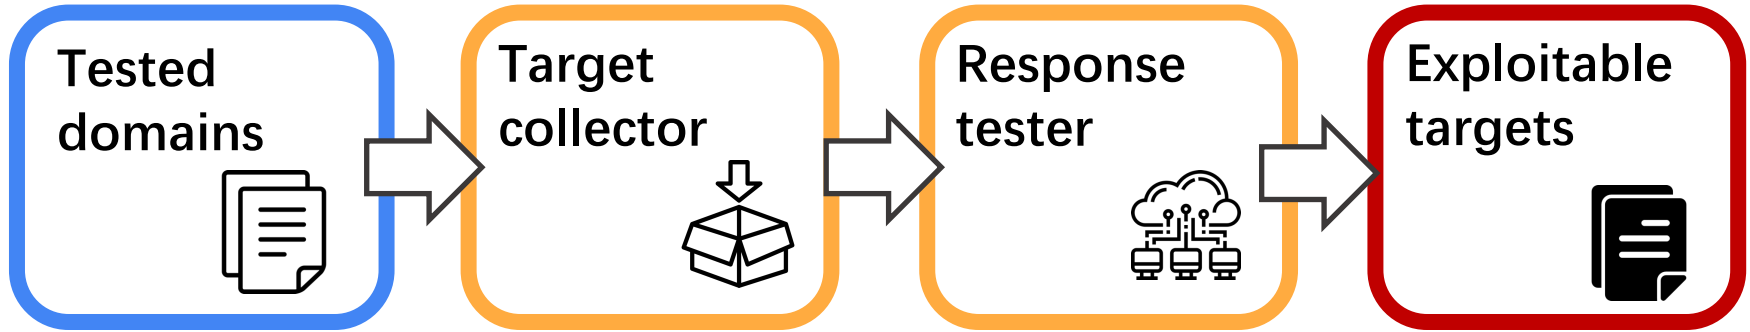 Tested
domains
Target
collector
Response
tester
Exploitable
targets